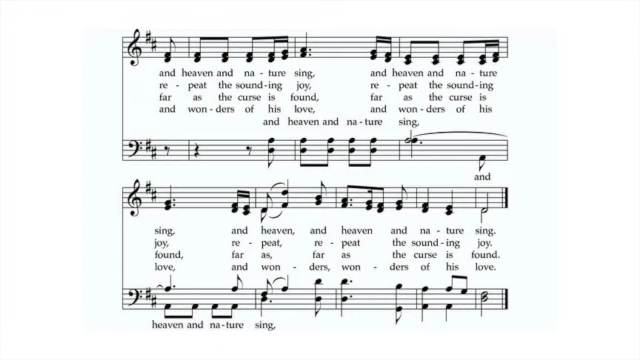 and heaven and na - ture sing, and heaven and na - ture
re - peat the sound-ing joy, re - peat the sound-ing
far as the curse is found, far as the curse is
and won - ders of his love, and won - ders of his
and heaven and na - ture sing,
and
sing, and heaven, and heaven and na - ture sing.
joy, re - peat, re - peat the sound-ing joy.
found, far as, far as the curse is found.
love, and won - ders, won - ders of his love.
heaven and na - ture sing,